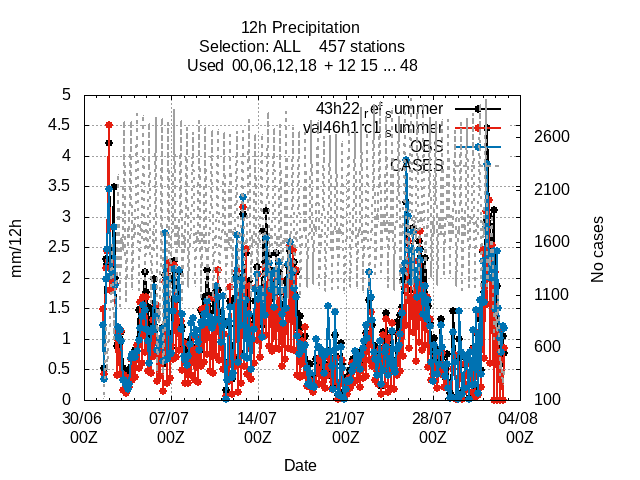 12h Precipitation
Selection: ALL 457 stations
Used 00,06,12,18 + 12 15 ... 48
5
4.5
4
3.5
3
2.5
2
1.5
1
0.5
0
mm/12h
43h22_ref_summer
val46h1_rc1_summer
OBS
CASES
2600
2100
1600
1100
600
100
No cases
30/06 07/07 14/07 21/07 28/07 04/08
00Z 00Z 00Z 00Z 00Z 00Z
Date